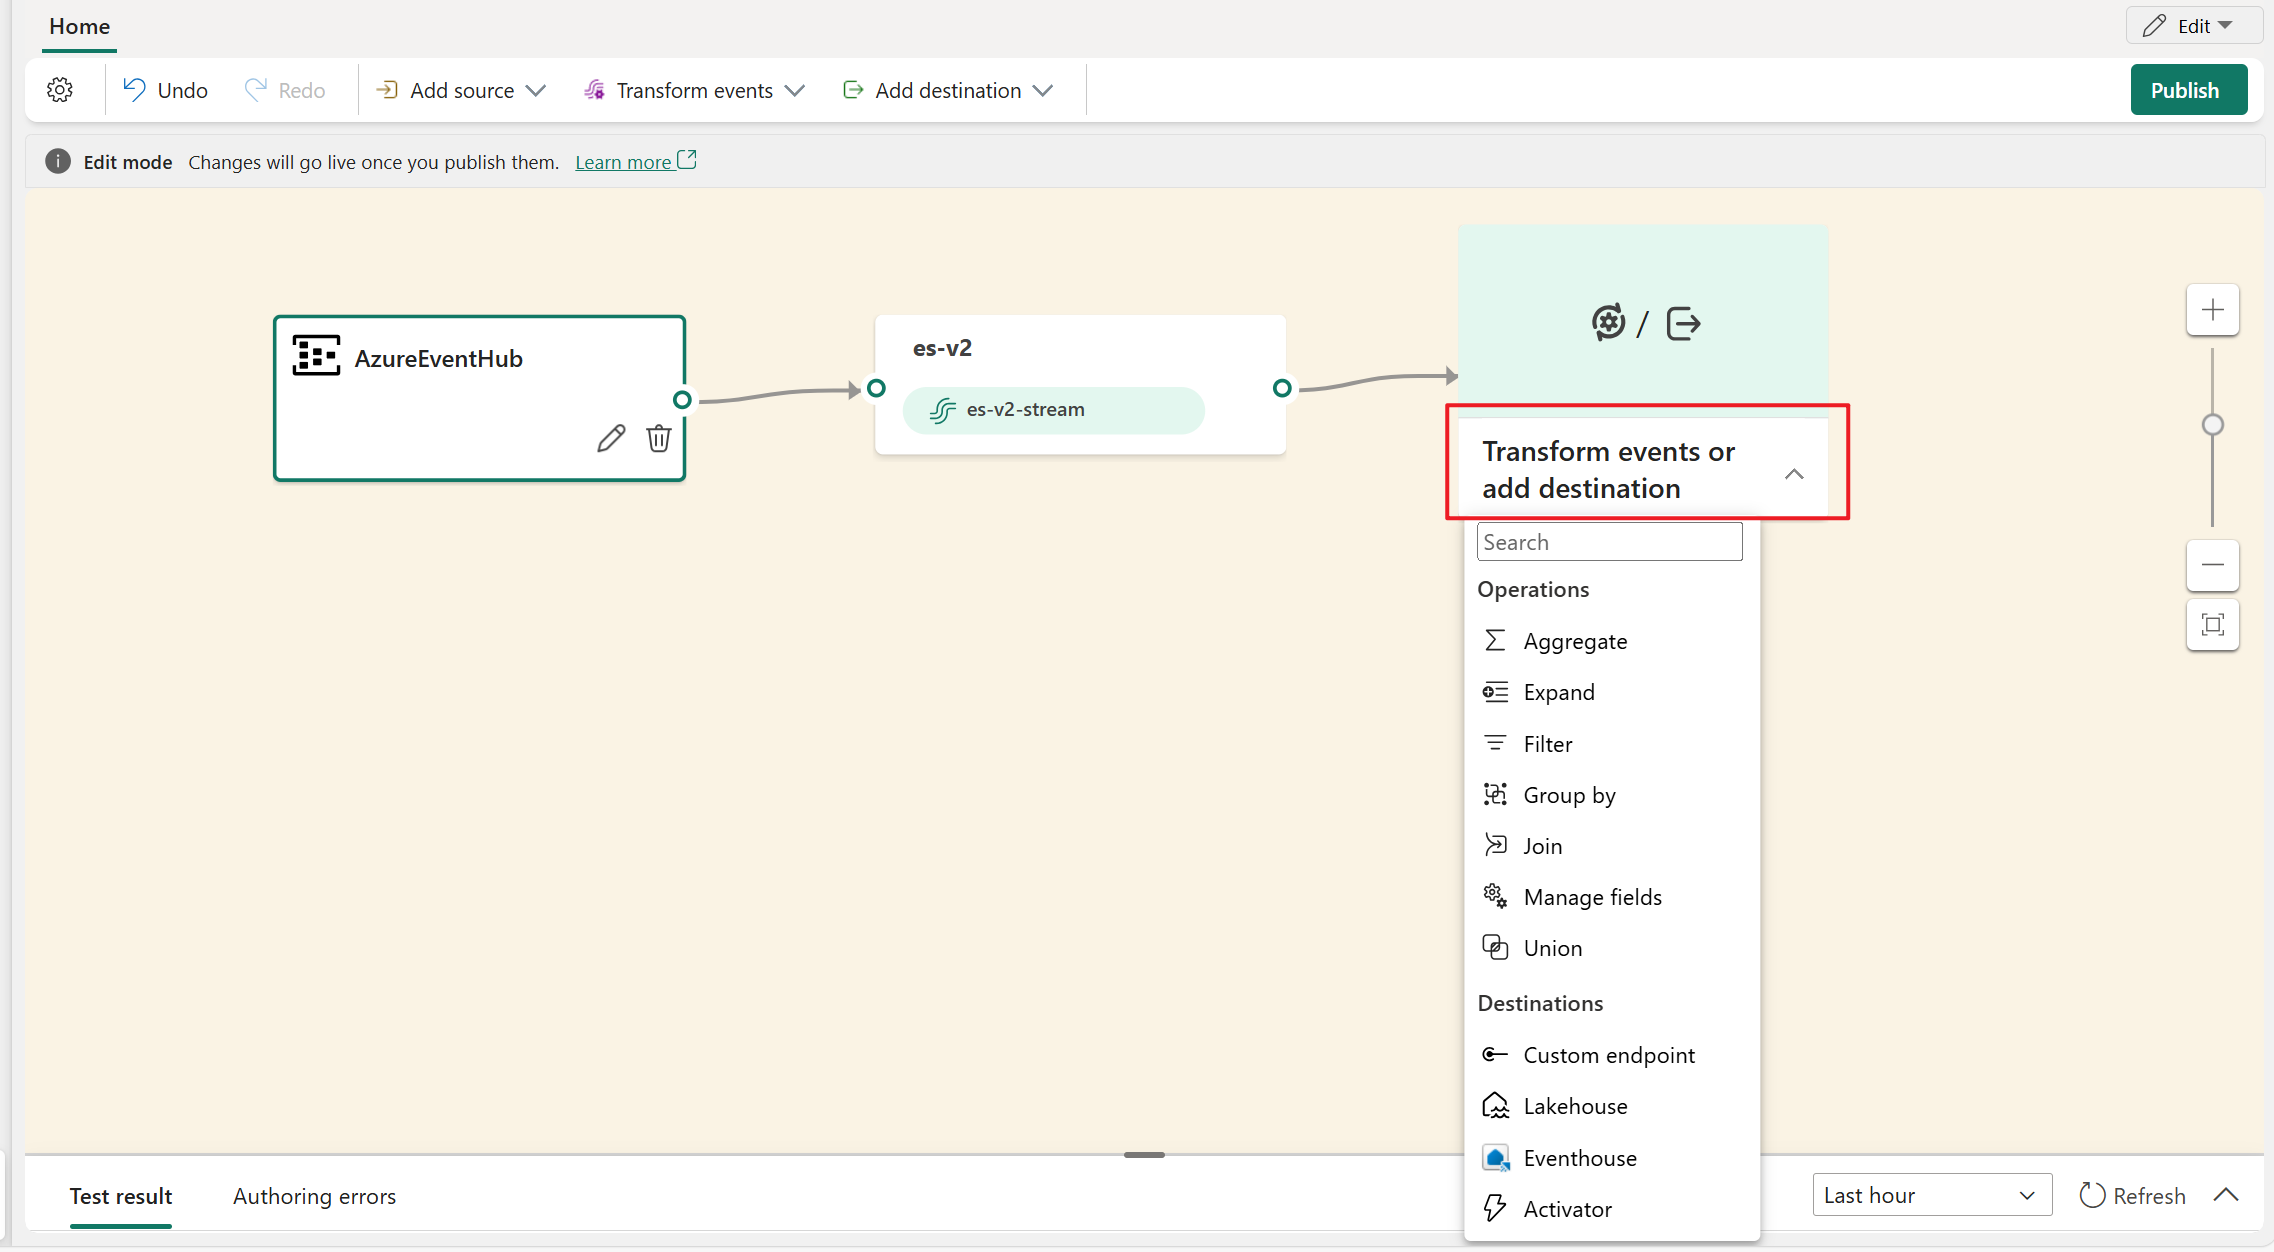 Home
Edit
Undo
Redo
Add source
Transform events
Add destination
Publish
Edit mode Changes will go live once you publish them. Learn more
AzureEventHub
es-v2
es-v2-stream
/
Transform events or
add destination
Search
Operations
Aggregate
Expand
Filter
Group by
Join
Manage fields
Union
Destinations
Custom endpoint
Lakehouse
Eventhouse
Activator
Test result
Authoring errors
Last hour
Refresh